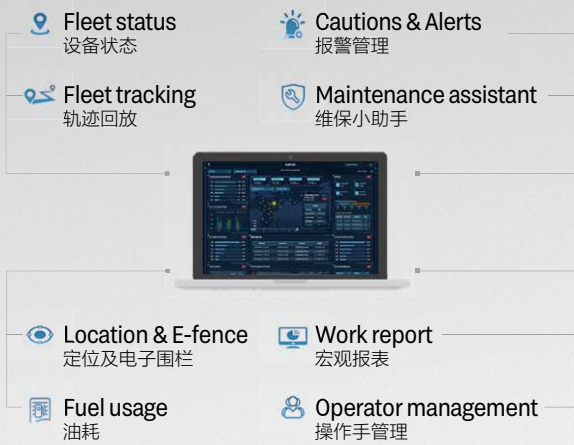 Fleet status
设备状态
Cautions & Alerts
报警管理
Fleet tracking
轨迹回放
Maintenance assistant
维保小助手
Location & E-fence
定位及电子围栏
Work report
宏观报表
Fuel usage
油耗
Operator management
操作手管理